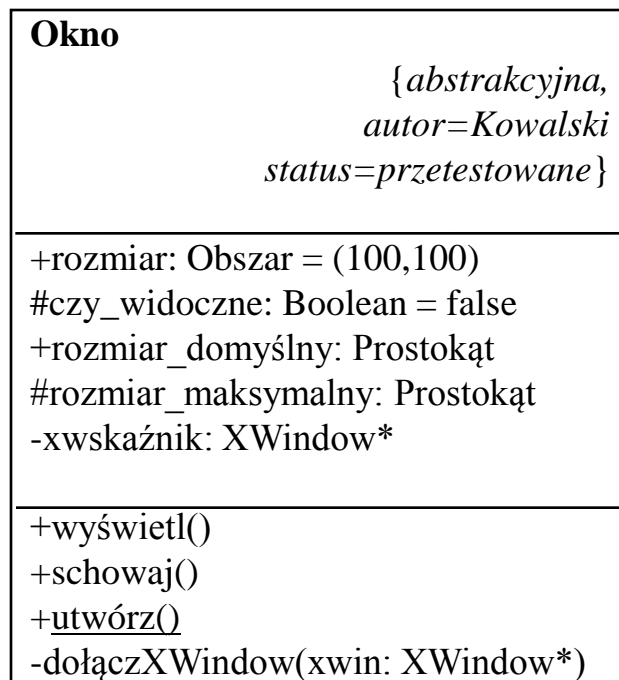 Okno
{abstrakcyjna,
autor=Kowalski
status=przetestowane}
+rozmiar: Obszar = (100,100)
#czy_widoczne: Boolean = false
+rozmiar_domyślny: Prostokąt
#rozmiar_maksymalny: Prostokąt
-xwskaźnik: XWindow*
+wyświetl()
+schowaj()
+utwórz()
-dołączXWindow(xwin: XWindow*)